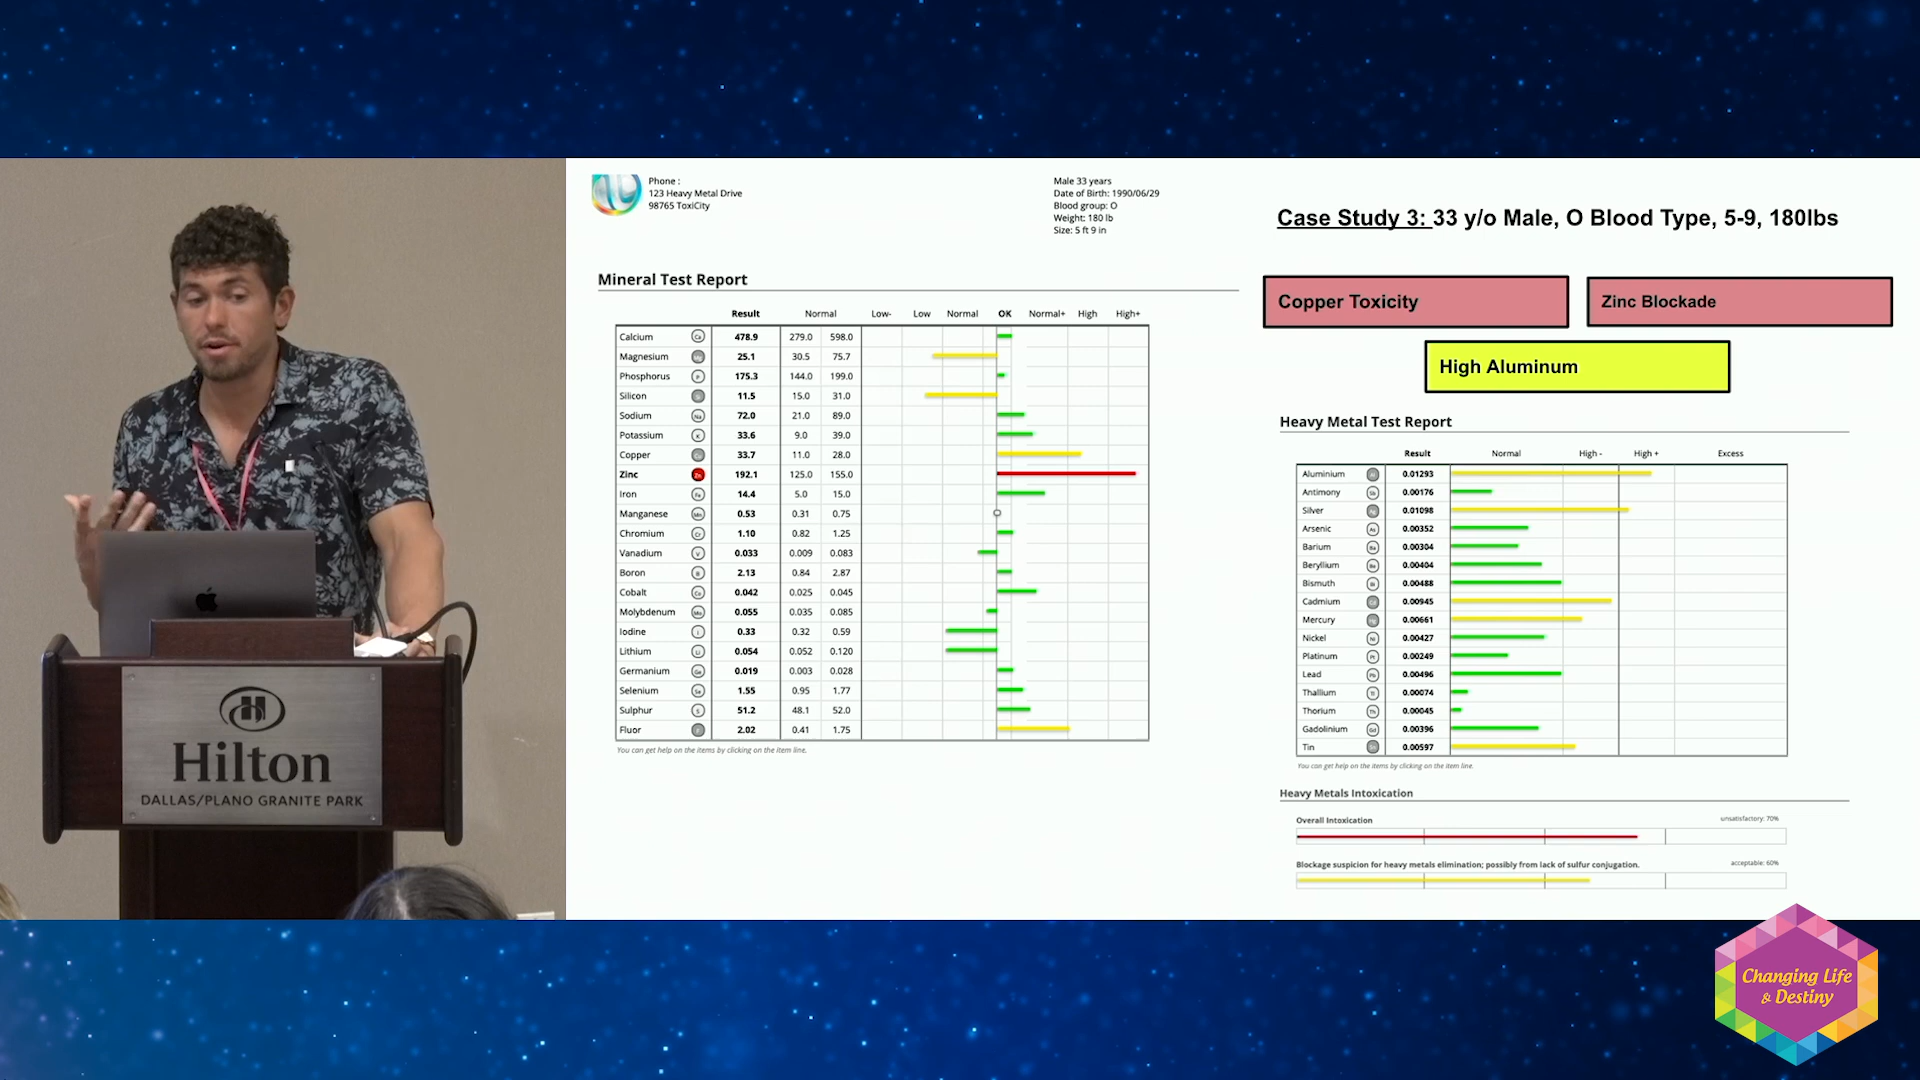 Phone :
123 Heavy Metal Drive
98765 ToxiCity
Male 33 years
Date of Birth: 1990/06/29
Blood group: O
Weight: 180 lb
Size: 5 ft 9 in
Case Study 3: 33 y/o Male, O Blood Type, 5-9, 180lbs
Copper Toxicity
Zinc Blockade
High Aluminum
Mineral Test Report
Result Normal Low- Low Normal OK Normal+ High High+
Calcium 478.9 279.0 598.0
Magnesium 25.1 30.5 75.7
Phosphorus 175.3 144.0 199.0
Silicon 11.5 15.0 31.0
Sodium 72.0 21.0 89.0
Potassium 33.6 9.0 39.0
Copper 33.7 11.0 28.0
Zinc 192.1 125.0 155.0
Iron 14.4 5.0 15.0
Manganese 0.53 0.31 0.75
Chromium 1.10 0.82 1.25
Vanadium 0.033 0.009 0.083
Boron 2.13 0.84 2.87
Cobalt 0.042 0.025 0.045
Molybdenum 0.055 0.035 0.085
Iodine 0.33 0.32 0.59
Lithium 0.054 0.052 0.120
Germanium 0.019 0.003 0.028
Selenium 1.55 0.95 1.77
Sulphur 51.2 48.1 52.0
Fluor 2.02 0.41 1.75
You can get help on the items by clicking on the item line.
Heavy Metal Test Report
Result Normal High - High + Excess
Aluminium 0.01293
Antimony 0.00176
Silver 0.01098
Arsenic 0.00352
Barium 0.00304
Beryllium 0.00404
Bismuth 0.00488
Cadmium 0.00945
Mercury 0.00661
Nickel 0.00427
Platinum 0.00249
Lead 0.00496
Thallium 0.00074
Thorium 0.00045
Gadolinium 0.00396
Tin 0.00597
You can get help on the items by clicking on the item line.
Heavy Metals Intoxication
Overall Intoxication unsatisfactory: 70%
Blockage suspicion for heavy metals elimination; possibly from lack of sulfur conjugation. acceptable: 60%
Hilton
DALLAS/PLANO GRANITE PARK
Changing Life
& Destiny